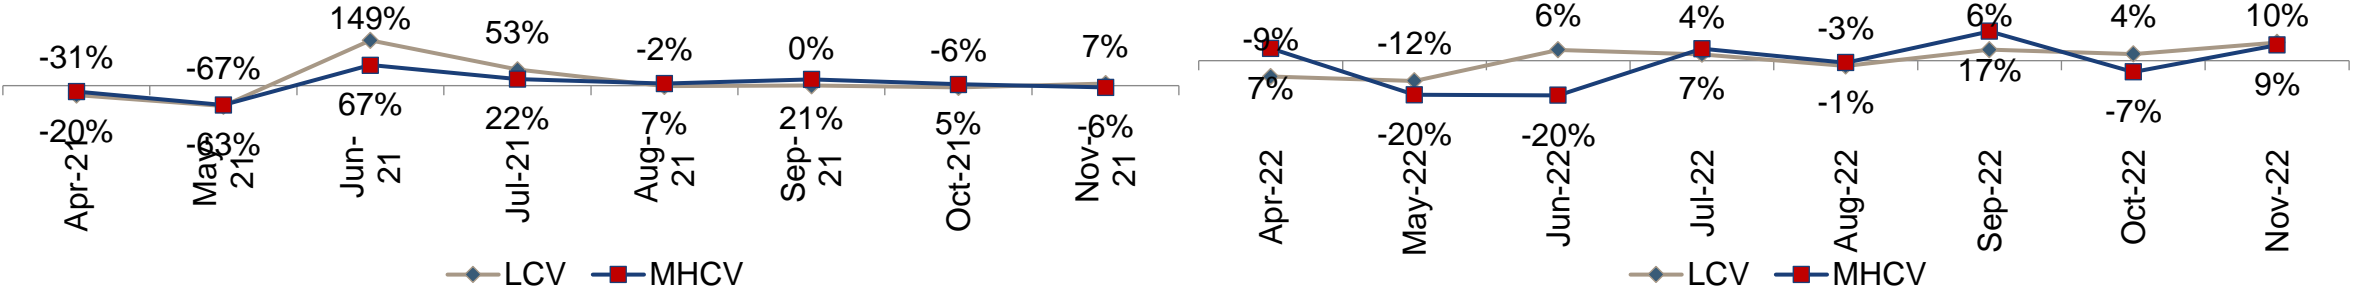 -31%
-67%
149%
53%
-2%
0%
-6%
7%
-20%
-63%
67%
22%
7%
21%
5%
-6%
Apr-21
May-
21
Jun-
21
Jul-21
Aug-
21
Sep-
21
Oct-21
Nov-
21
LCV
MHCV
-9%
-12%
6%
4%
-3%
6%
4%
10%
7%
-20%
-20%
7%
-1%
17%
-7%
9%
Apr-22
May-22
Jun-22
Jul-22
Aug-22
Sep-22
Oct-22
Nov-22
LCV
MHCV